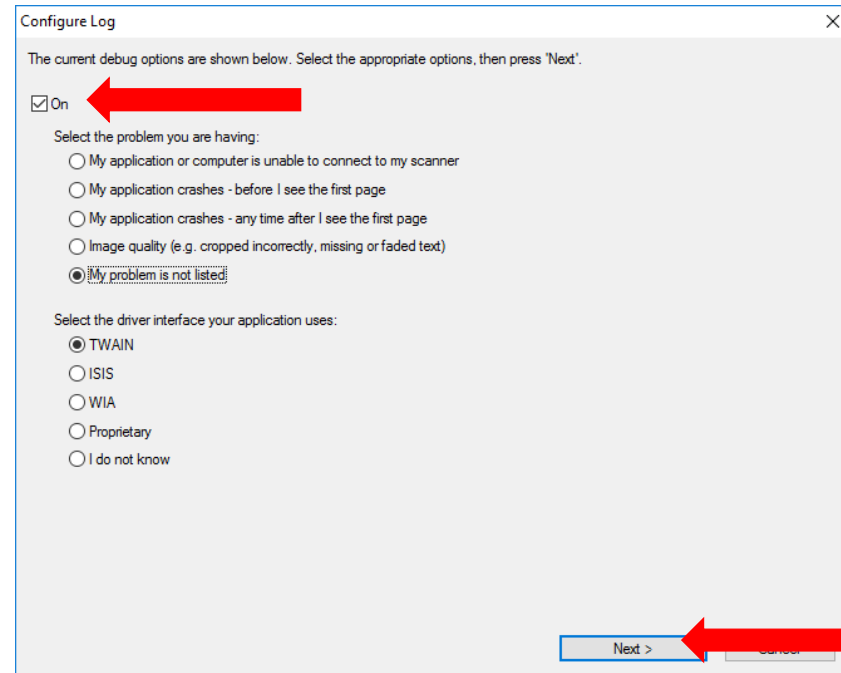 Configure Log
The current debug options are shown below. Select the appropriate options, then press 'Next'.
On
Select the problem you are having:
My application or computer is unable to connect to my scanner
My application crashes - before I see the first page
My application crashes - any time after I see the first page
Image quality (e.g. cropped incorrectly, missing or faded text)
My problem is not listed
Select the driver interface your application uses:
TWAIN
ISIS
WIA
Proprietary
I do not know
Next >